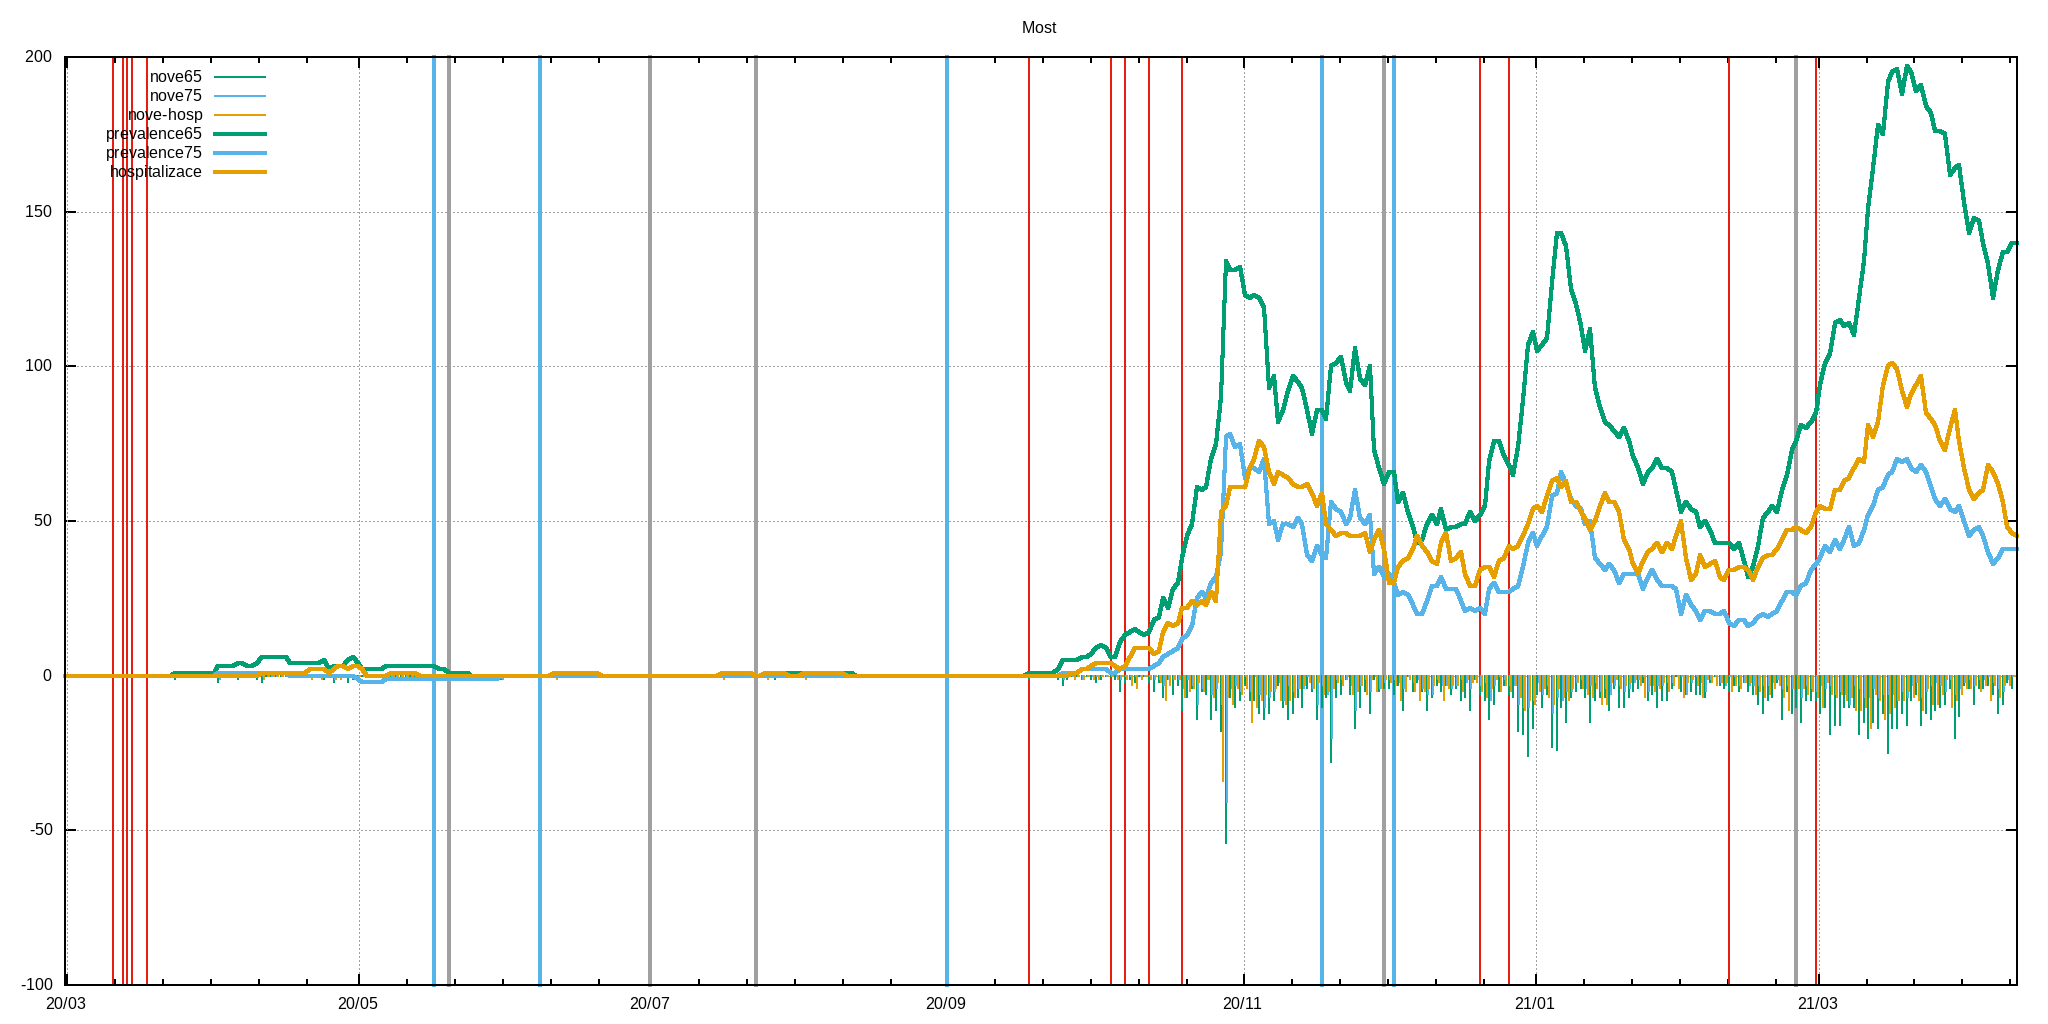 Most
200
nove65
nove75
nove-hosp
prevalence65
prevalence75
hospitalizace
150
100
50
0
-50
-100
20/03 20/05 20/07 20/09 20/11 21/01 21/03